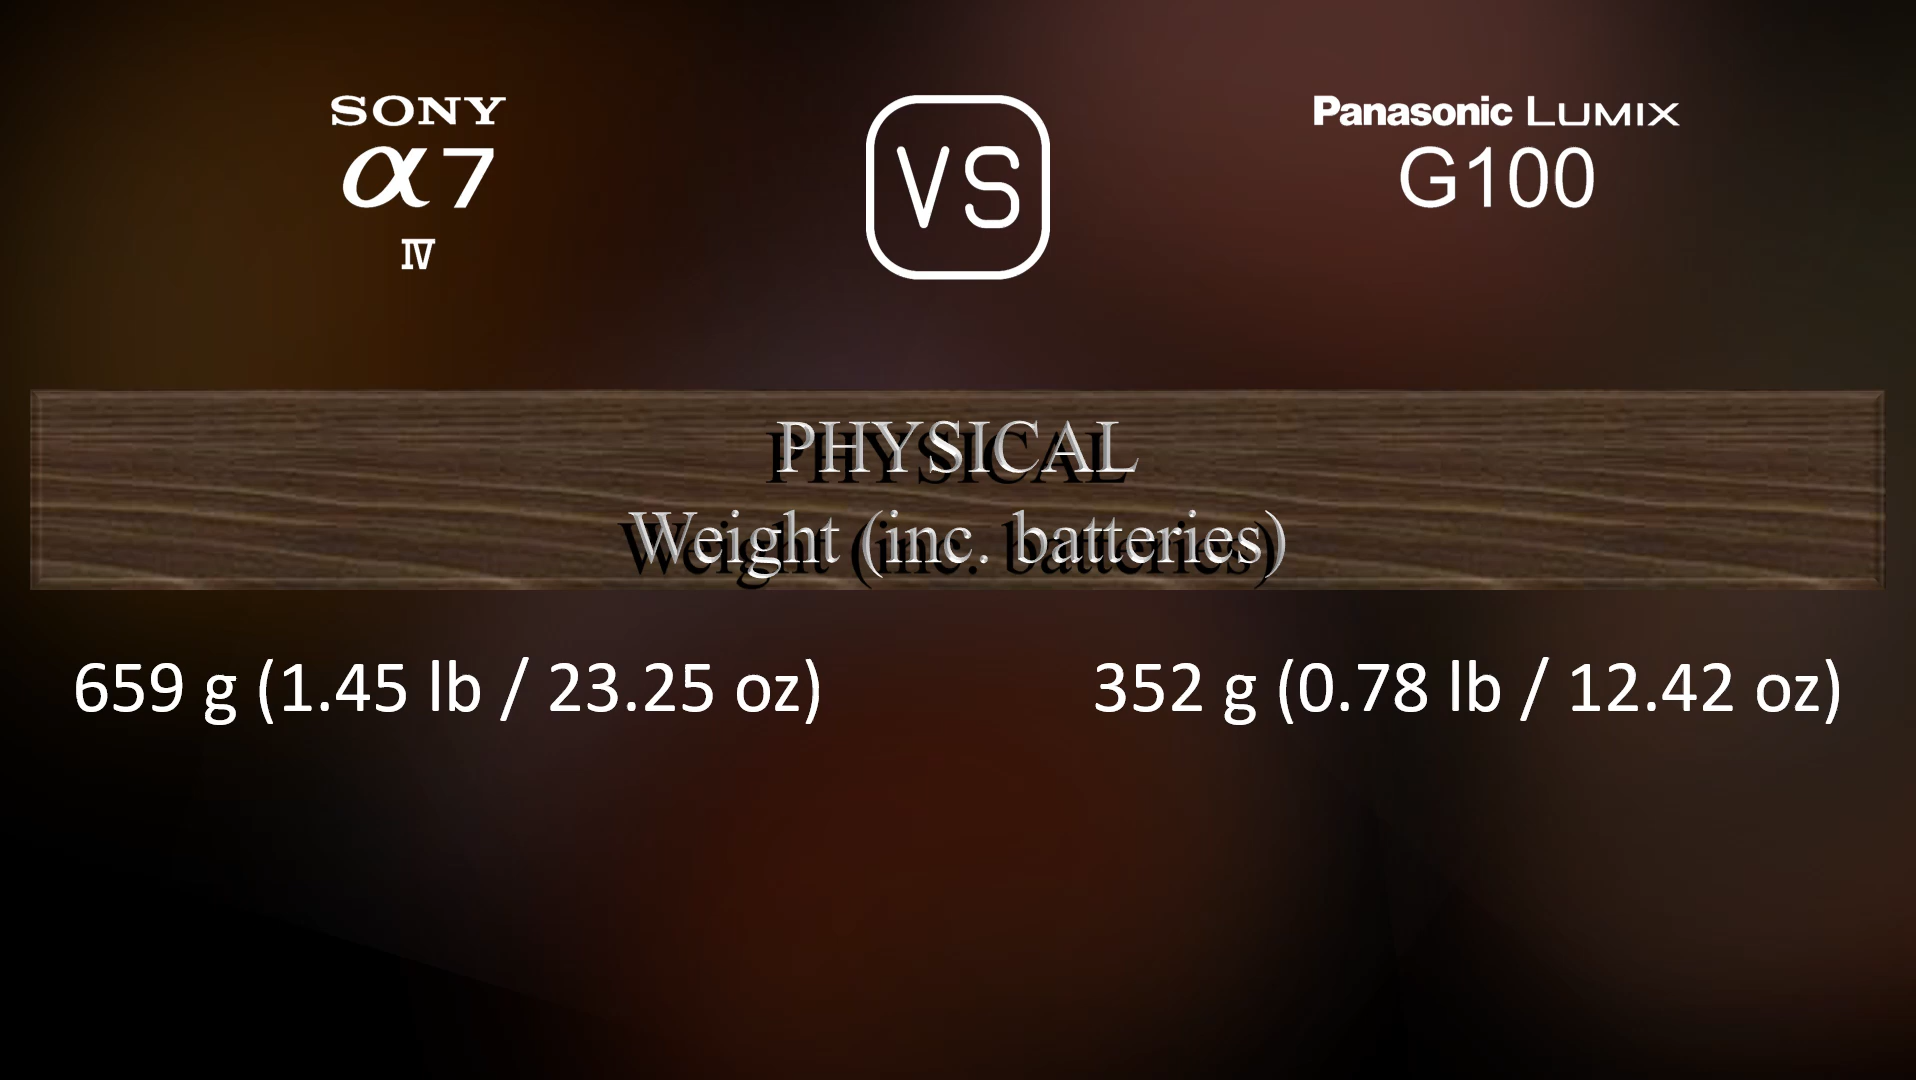 SONY
α7
IV
VS
Panasonic LUMIX
G100
PHYSICAL
Weight (inc. batteries)
659 g (1.45 lb / 23.25 oz)
352 g (0.78 lb / 12.42 oz)